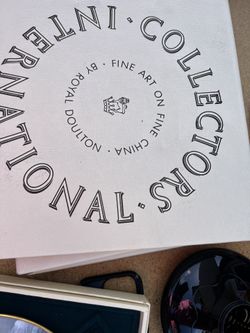 COLLECTORS · INTERNATIONAL ·
FINE ART ON FINE CHINA · BY ROYAL DOULTON ·